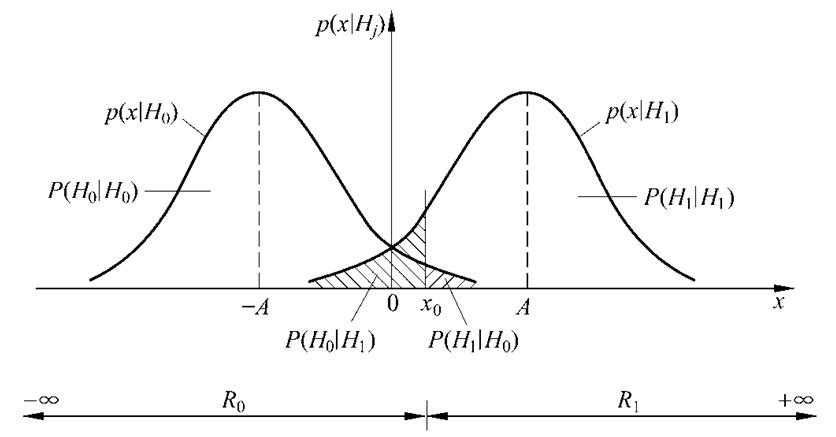 p(x|Hⱼ)
p(x|H₀)
p(x|H₁)
P(H₀|H₀)
P(H₁|H₁)
−A
0
x₀
A
x
P(H₀|H₁)
P(H₁|H₀)
−∞
R₀
R₁
+∞